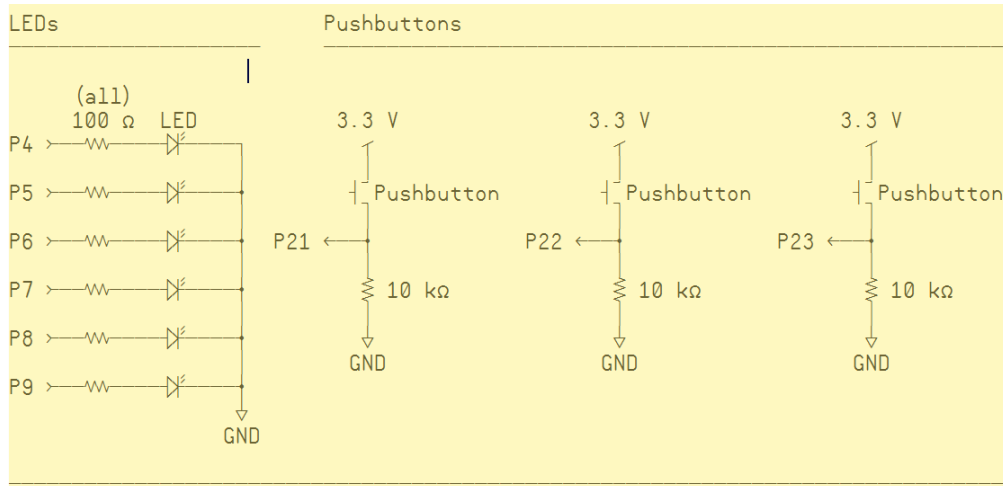 LEDs
Pushbuttons
(all)
100 Ω LED
P4
P5
P6
P7
P8
P9
GND
3.3 V
Pushbutton
P21
10 kΩ
GND
3.3 V
Pushbutton
P22
10 kΩ
GND
3.3 V
Pushbutton
P23
10 kΩ
GND